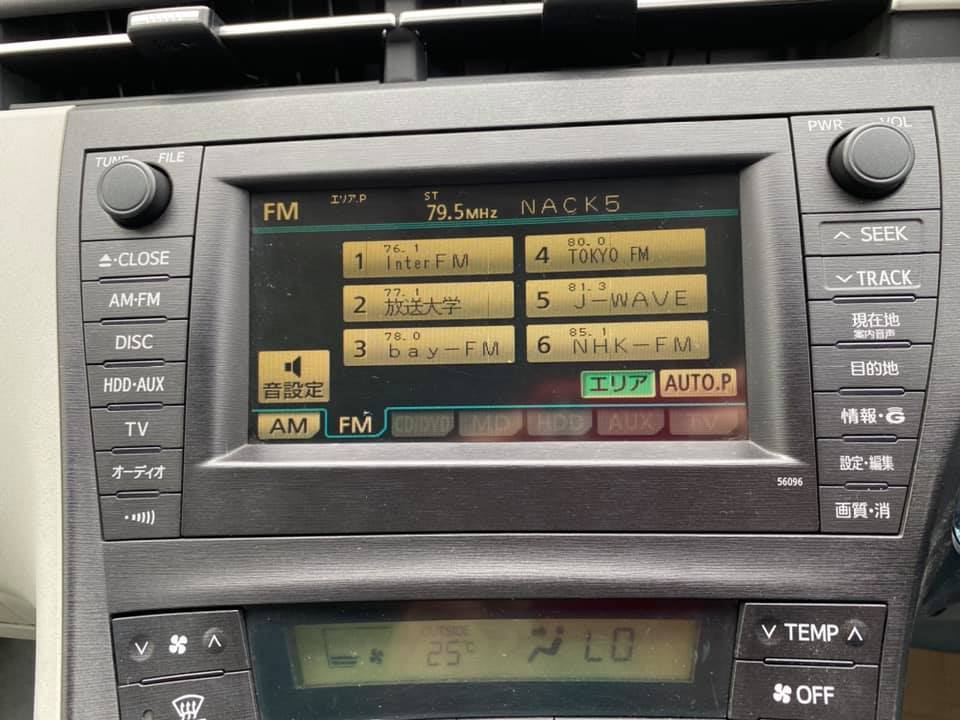 TUNE FILE
PWR VOL
FM エリア.P ST 79.5MHz NACK5
1 76.1 InterFM
4 80.0 TOKYO FM
2 77.1 放送大学
5 81.3 J-WAVE
3 78.0 bay-FM
6 85.1 NHK-FM
音設定
エリア AUTO.P
AM FM CD/DVD MD HDD AUX TV
CLOSE
AM·FM
DISC
HDD·AUX
TV
オーディオ
SEEK
TRACK
現在地
案内音声
目的地
情報·G
設定·編集
画質·消
56096
OUTSIDE
25℃ LO
TEMP
OFF